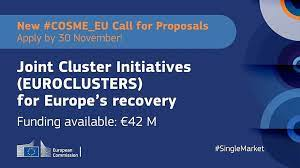 New #COSME_EU Call for Proposals
Apply by 30 November!
Joint Cluster Initiatives
(EUROCLUSTERS)
for Europe's recovery
Funding available: €42 M
European
Commission
#SingleMarket